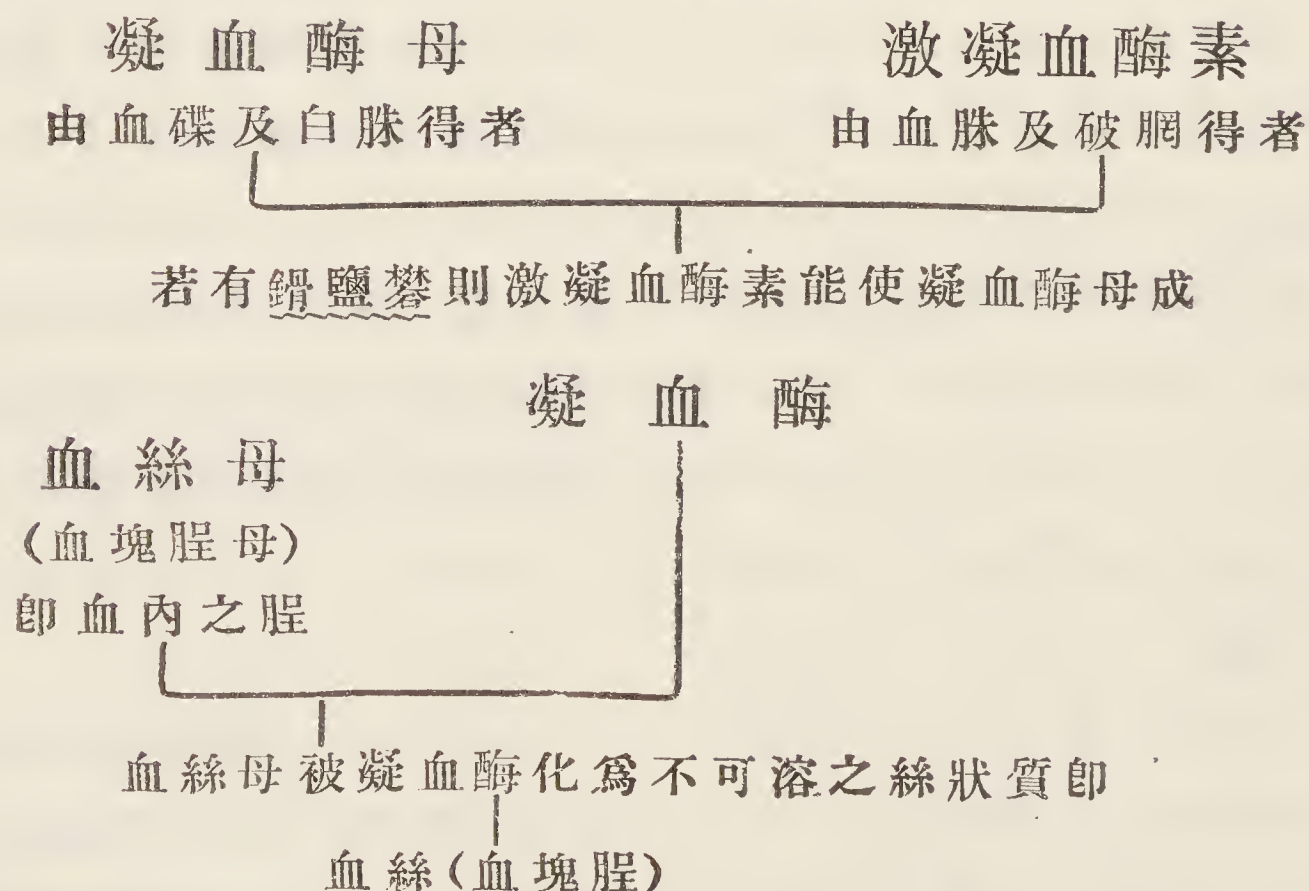 凝血酶母
激凝血酶素
由血碟及白脒得者
由血脒及破膶得者
若有鎉鹽礬則激凝血酶素能使凝血酶母成
凝血酶
血絲母
(血塊腥母)
卽血內之腥
血絲母被凝血酶化爲不可溶之絲狀質卽
血絲(血塊腥)